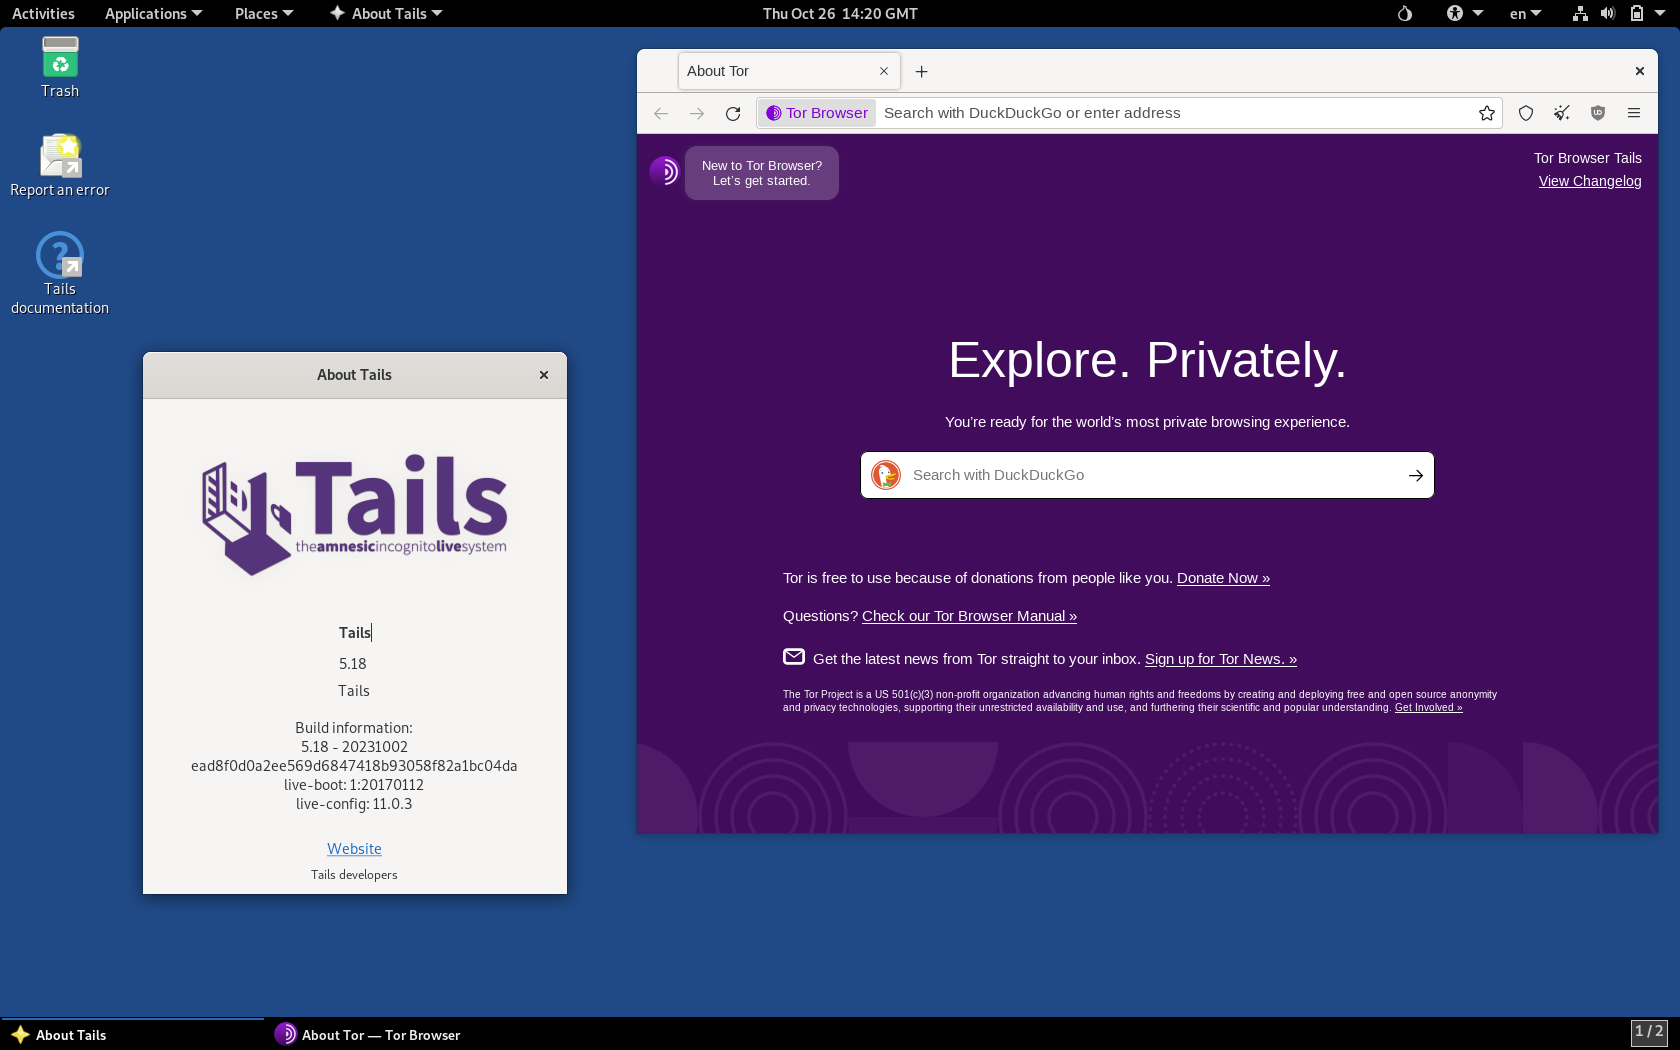 Activities Applications Places About Tails Thu Oct 26 14:20 GMT en
Trash
Report an error
Tails
documentation
About Tor
Tor Browser Search with DuckDuckGo or enter address
New to Tor Browser?
Let's get started.
Tor Browser Tails
View Changelog
Explore. Privately.
You're ready for the world's most private browsing experience.
Search with DuckDuckGo
Tor is free to use because of donations from people like you. Donate Now »
Questions? Check our Tor Browser Manual »
Get the latest news from Tor straight to your inbox. Sign up for Tor News. »
The Tor Project is a US 501(c)(3) non-profit organization advancing human rights and freedoms by creating and deploying free and open source anonymity
and privacy technologies, supporting their unrestricted availability and use, and furthering their scientific and popular understanding. Get Involved »
About Tails
Tails
theamnesicincognitolivesystem
Tails
5.18
Tails
Build information:
5.18 - 20231002
ead8f0d0a2ee569d6847418b93058f82a1bc04da
live-boot: 1:20170112
live-config: 11.0.3
Website
Tails developers
About Tails About Tor — Tor Browser 1 / 2